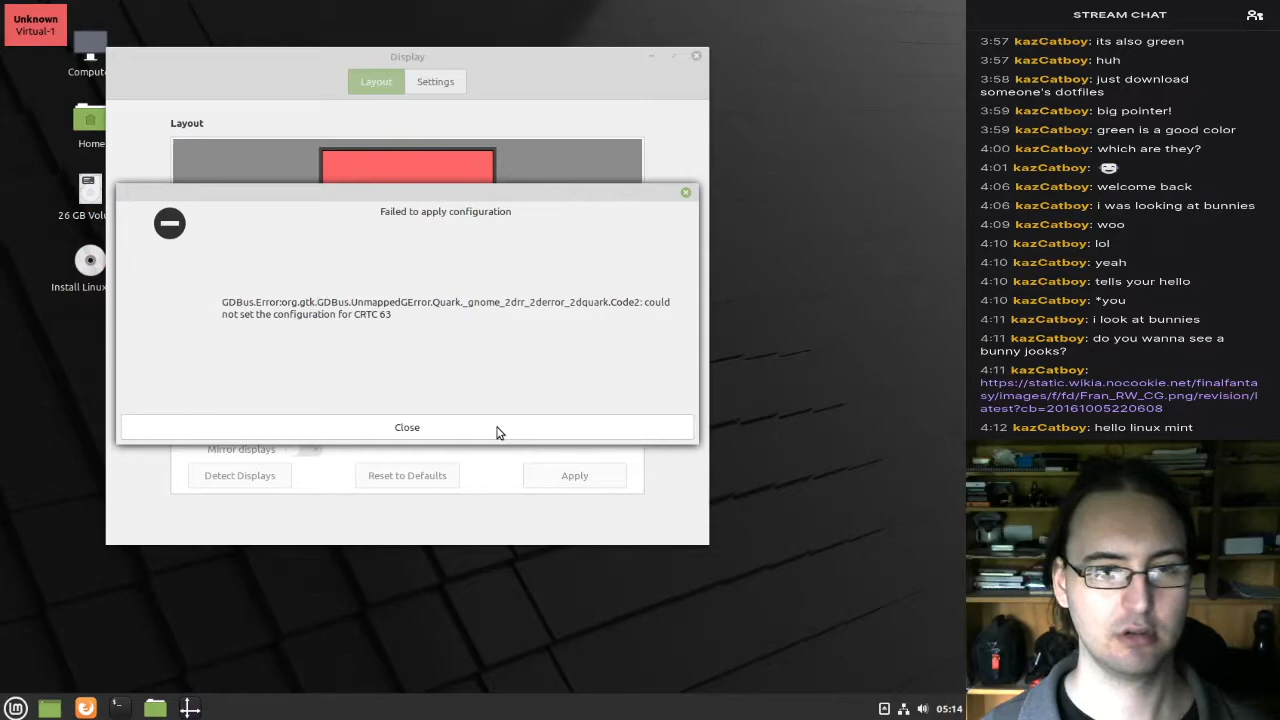 Unknown
Virtual-1
Compute
Home
26 GB Volu
Install Linux
Display
Layout
Settings
Layout
Failed to apply configuration
GDBus.Error:org.gtk.GDBus.UnmappedGError.Quark._gnome_2drr_2derror_2dquark.Code2: could
not set the configuration for CRTC 63
Close
Mirror displays
Detect Displays
Reset to Defaults
Apply
05:14
STREAM CHAT
3:57 kazCatboy: its also green
3:57 kazCatboy: huh
3:58 kazCatboy: just download
someone's dotfiles
3:59 kazCatboy: big pointer!
3:59 kazCatboy: green is a good color
4:00 kazCatboy: which are they?
4:01 kazCatboy:
4:06 kazCatboy: welcome back
4:06 kazCatboy: i was looking at bunnies
4:09 kazCatboy: woo
4:10 kazCatboy: lol
4:10 kazCatboy: yeah
4:10 kazCatboy: tells your hello
4:10 kazCatboy: *you
4:11 kazCatboy: i look at bunnies
4:11 kazCatboy: do you wanna see a
bunny jooks?
4:11 kazCatboy:
https://static.wikia.nocookie.net/finalfanta
sy/images/f/fd/Fran_RW_CG.png/revision/l
atest?cb=20161005220608
4:12 kazCatboy: hello linux mint